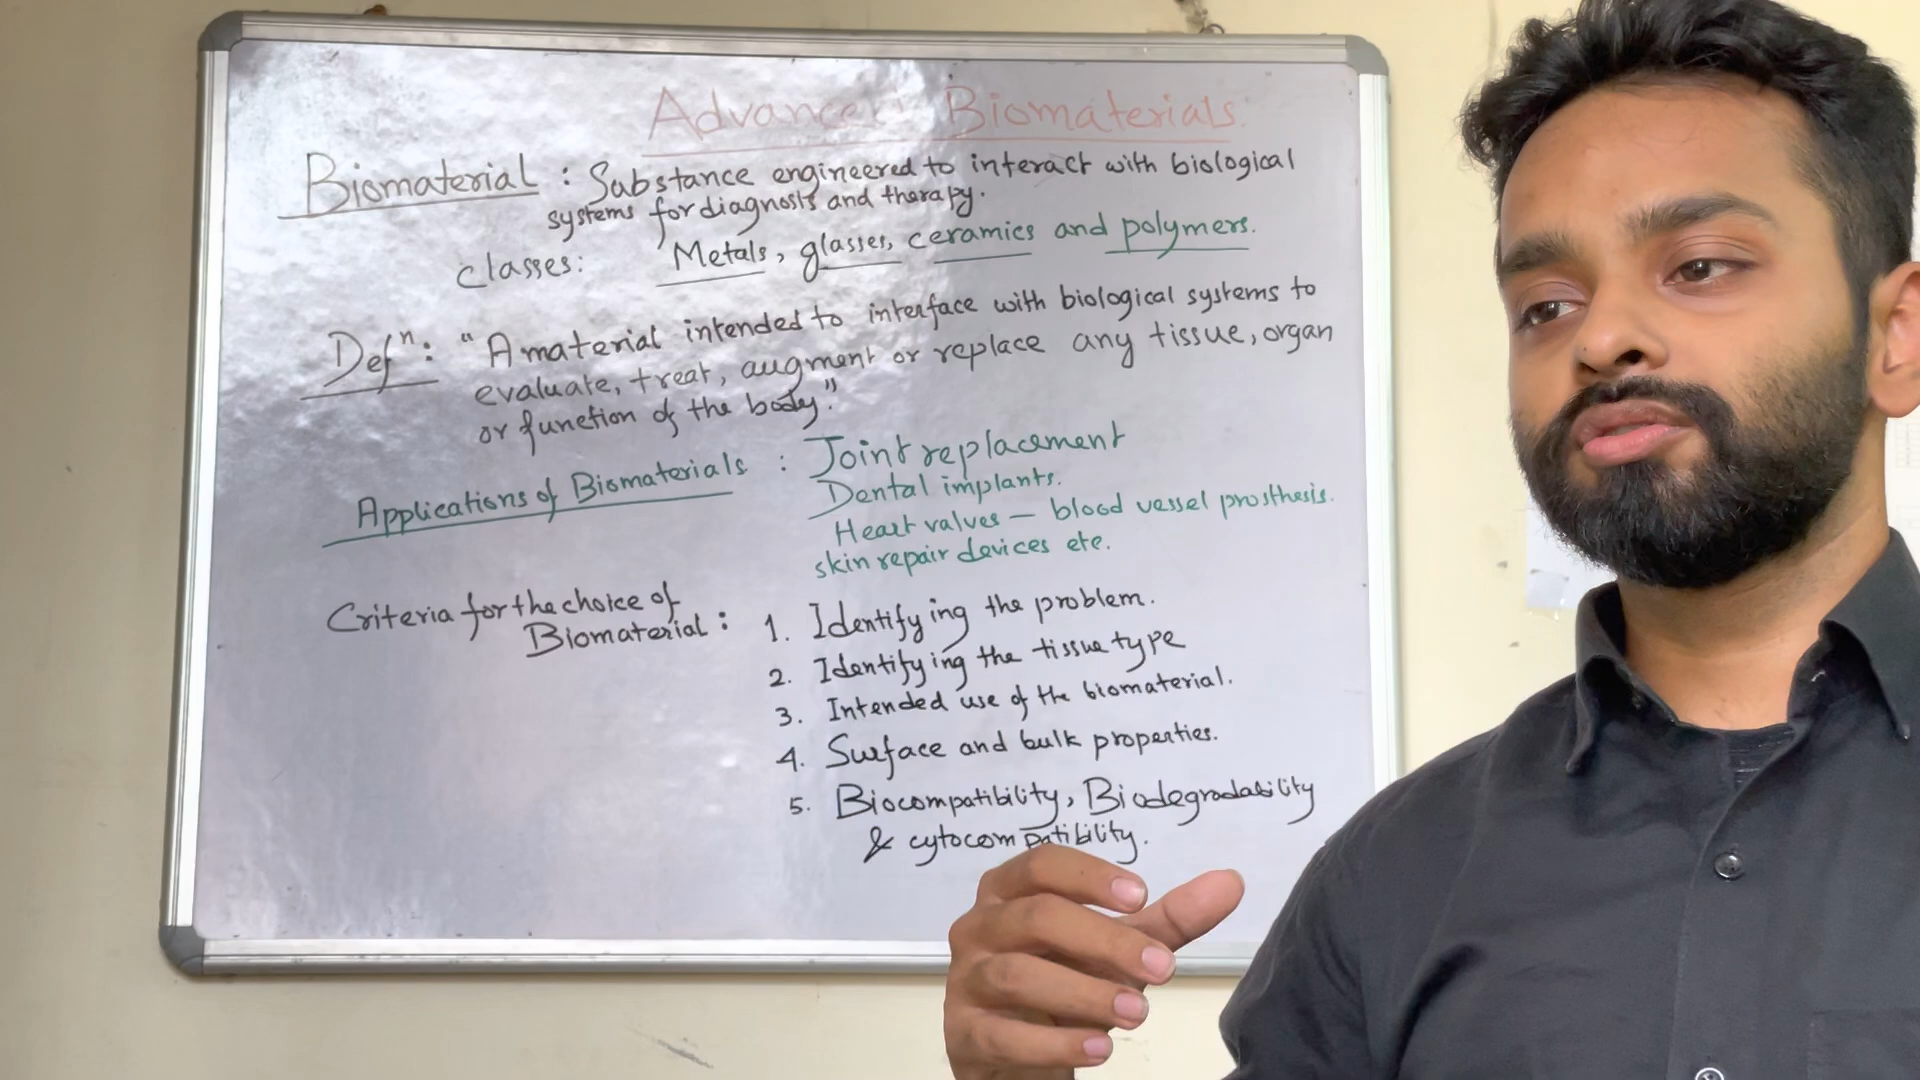 Advanced Biomaterials.
Biomaterial : Substance engineered to interact with biological
systems for diagnosis and therapy.
classes: Metals, glasses, ceramics and polymers.
Defⁿ: "A material intended to interface with biological systems to
evaluate, treat, augment or replace any tissue, organ
or function of the body."
Applications of Biomaterials : Joint replacement
Dental implants.
Heart valves — blood vessel prosthesis.
skin repair devices etc.
Criteria for the choice of
Biomaterial : 1. Identifying the problem.
2. Identifying the tissue type
3. Intended use of the biomaterial.
4. Surface and bulk properties.
5. Biocompatibility, Biodegradability
& cytocompatibility.